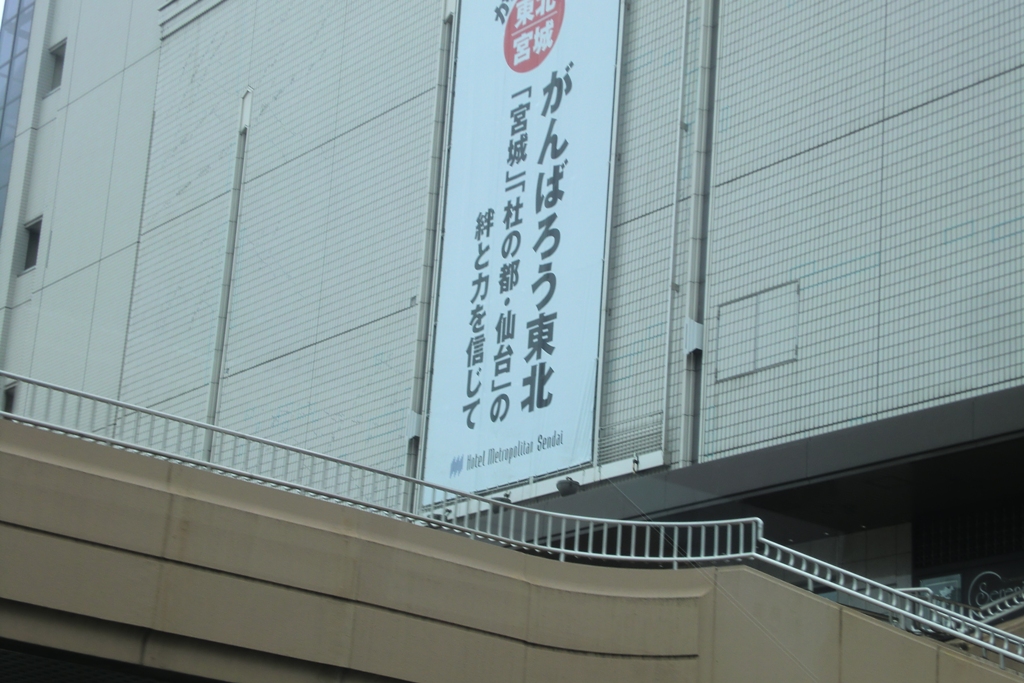 東北
宮城
がんばろう東北
「宮城」「杜の都・仙台」の
絆と力を信じて
Hotel Metropolitan Sendai